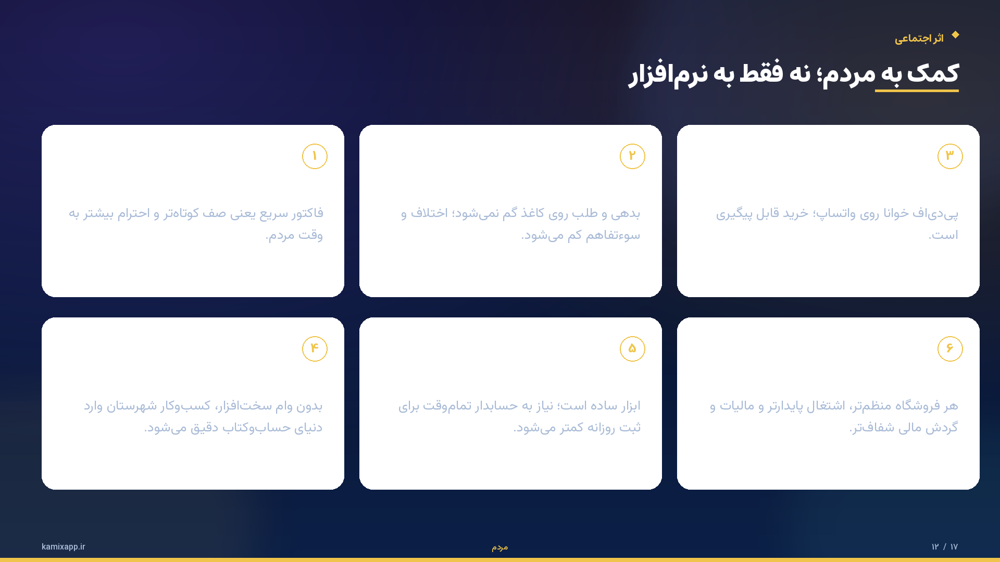 اثر اجتماعی
کمک به مردم؛ نه فقط به نرم‌افزار
۱
فاکتور سریع یعنی صف کوتاه‌تر و احترام بیشتر به
وقت مردم.
۲
بدهی و طلب روی کاغذ گم نمی‌شود؛ اختلاف و
سوءتفاهم کم می‌شود.
۳
پی‌دی‌اف خوانا روی واتساپ؛ خرید قابل پیگیری
است.
۴
بدون وام سخت‌افزار، کسب‌وکار شهرستان وارد
دنیای حساب‌وکتاب دقیق می‌شود.
۵
ابزار ساده است؛ نیاز به حسابدار تمام‌وقت برای
ثبت روزانه کمتر می‌شود.
۶
هر فروشگاه منظم‌تر، اشتغال پایدارتر و مالیات و
گردش مالی شفاف‌تر.
kamixapp.ir
مردم
۱۲ / ۱۷